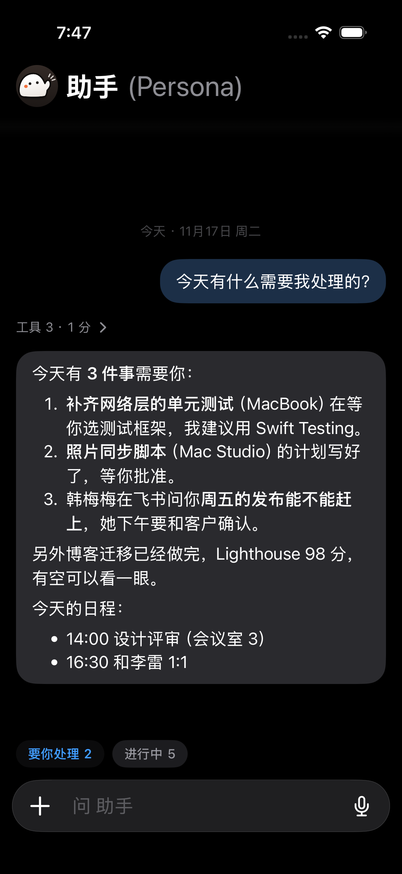 7:47
助手 (Persona)
今天 · 11月17日 周二
今天有什么需要我处理的?
工具 3 · 1 分
今天有 3 件事需要你：
1. 补齐网络层的单元测试 (MacBook) 在等
你选测试框架，我建议用 Swift Testing。
2. 照片同步脚本 (Mac Studio) 的计划写好
了，等你批准。
3. 韩梅梅在飞书问你周五的发布能不能赶
上，她下午要和客户确认。
另外博客迁移已经做完，Lighthouse 98 分，
有空可以看一眼。
今天的日程：
• 14:00 设计评审 (会议室 3)
• 16:30 和李雷 1:1
要你处理 2
进行中 5
问 助手